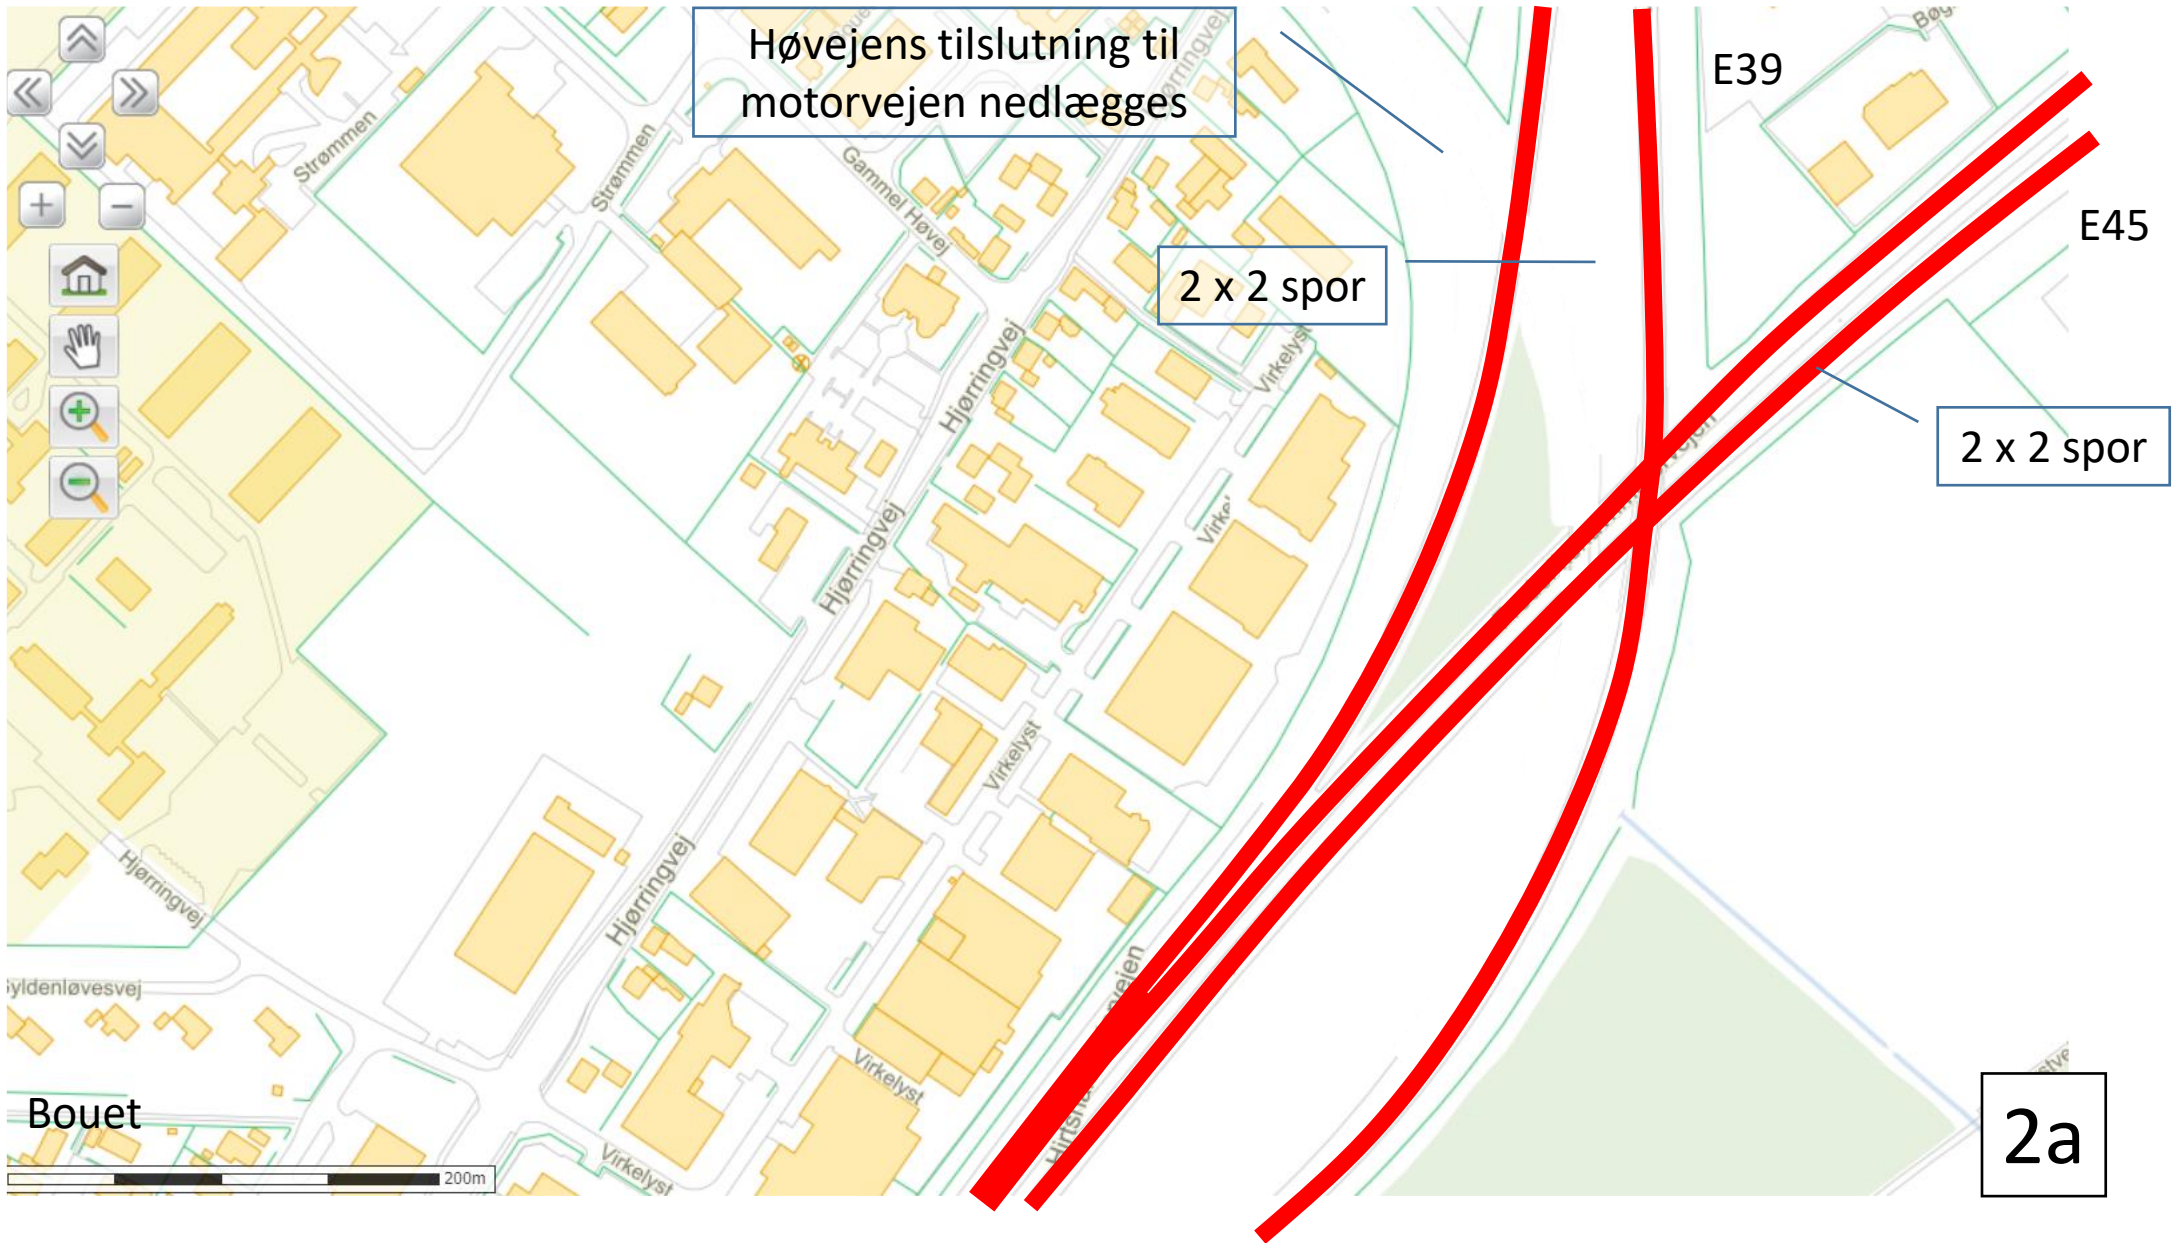 Høvejens tilslutning til
motorvejen nedlægges
E39
E45
2 x 2 spor
2 x 2 spor
Strømmen
Strømmen
Gammel Høvej
Hjørringvej
Virkelyst
Hjørringvej
Hjørringvej
Virkelyst
Hjørringvej
Hjørringvej
Virkelyst
Virkelyst
Bouet
200m
2a